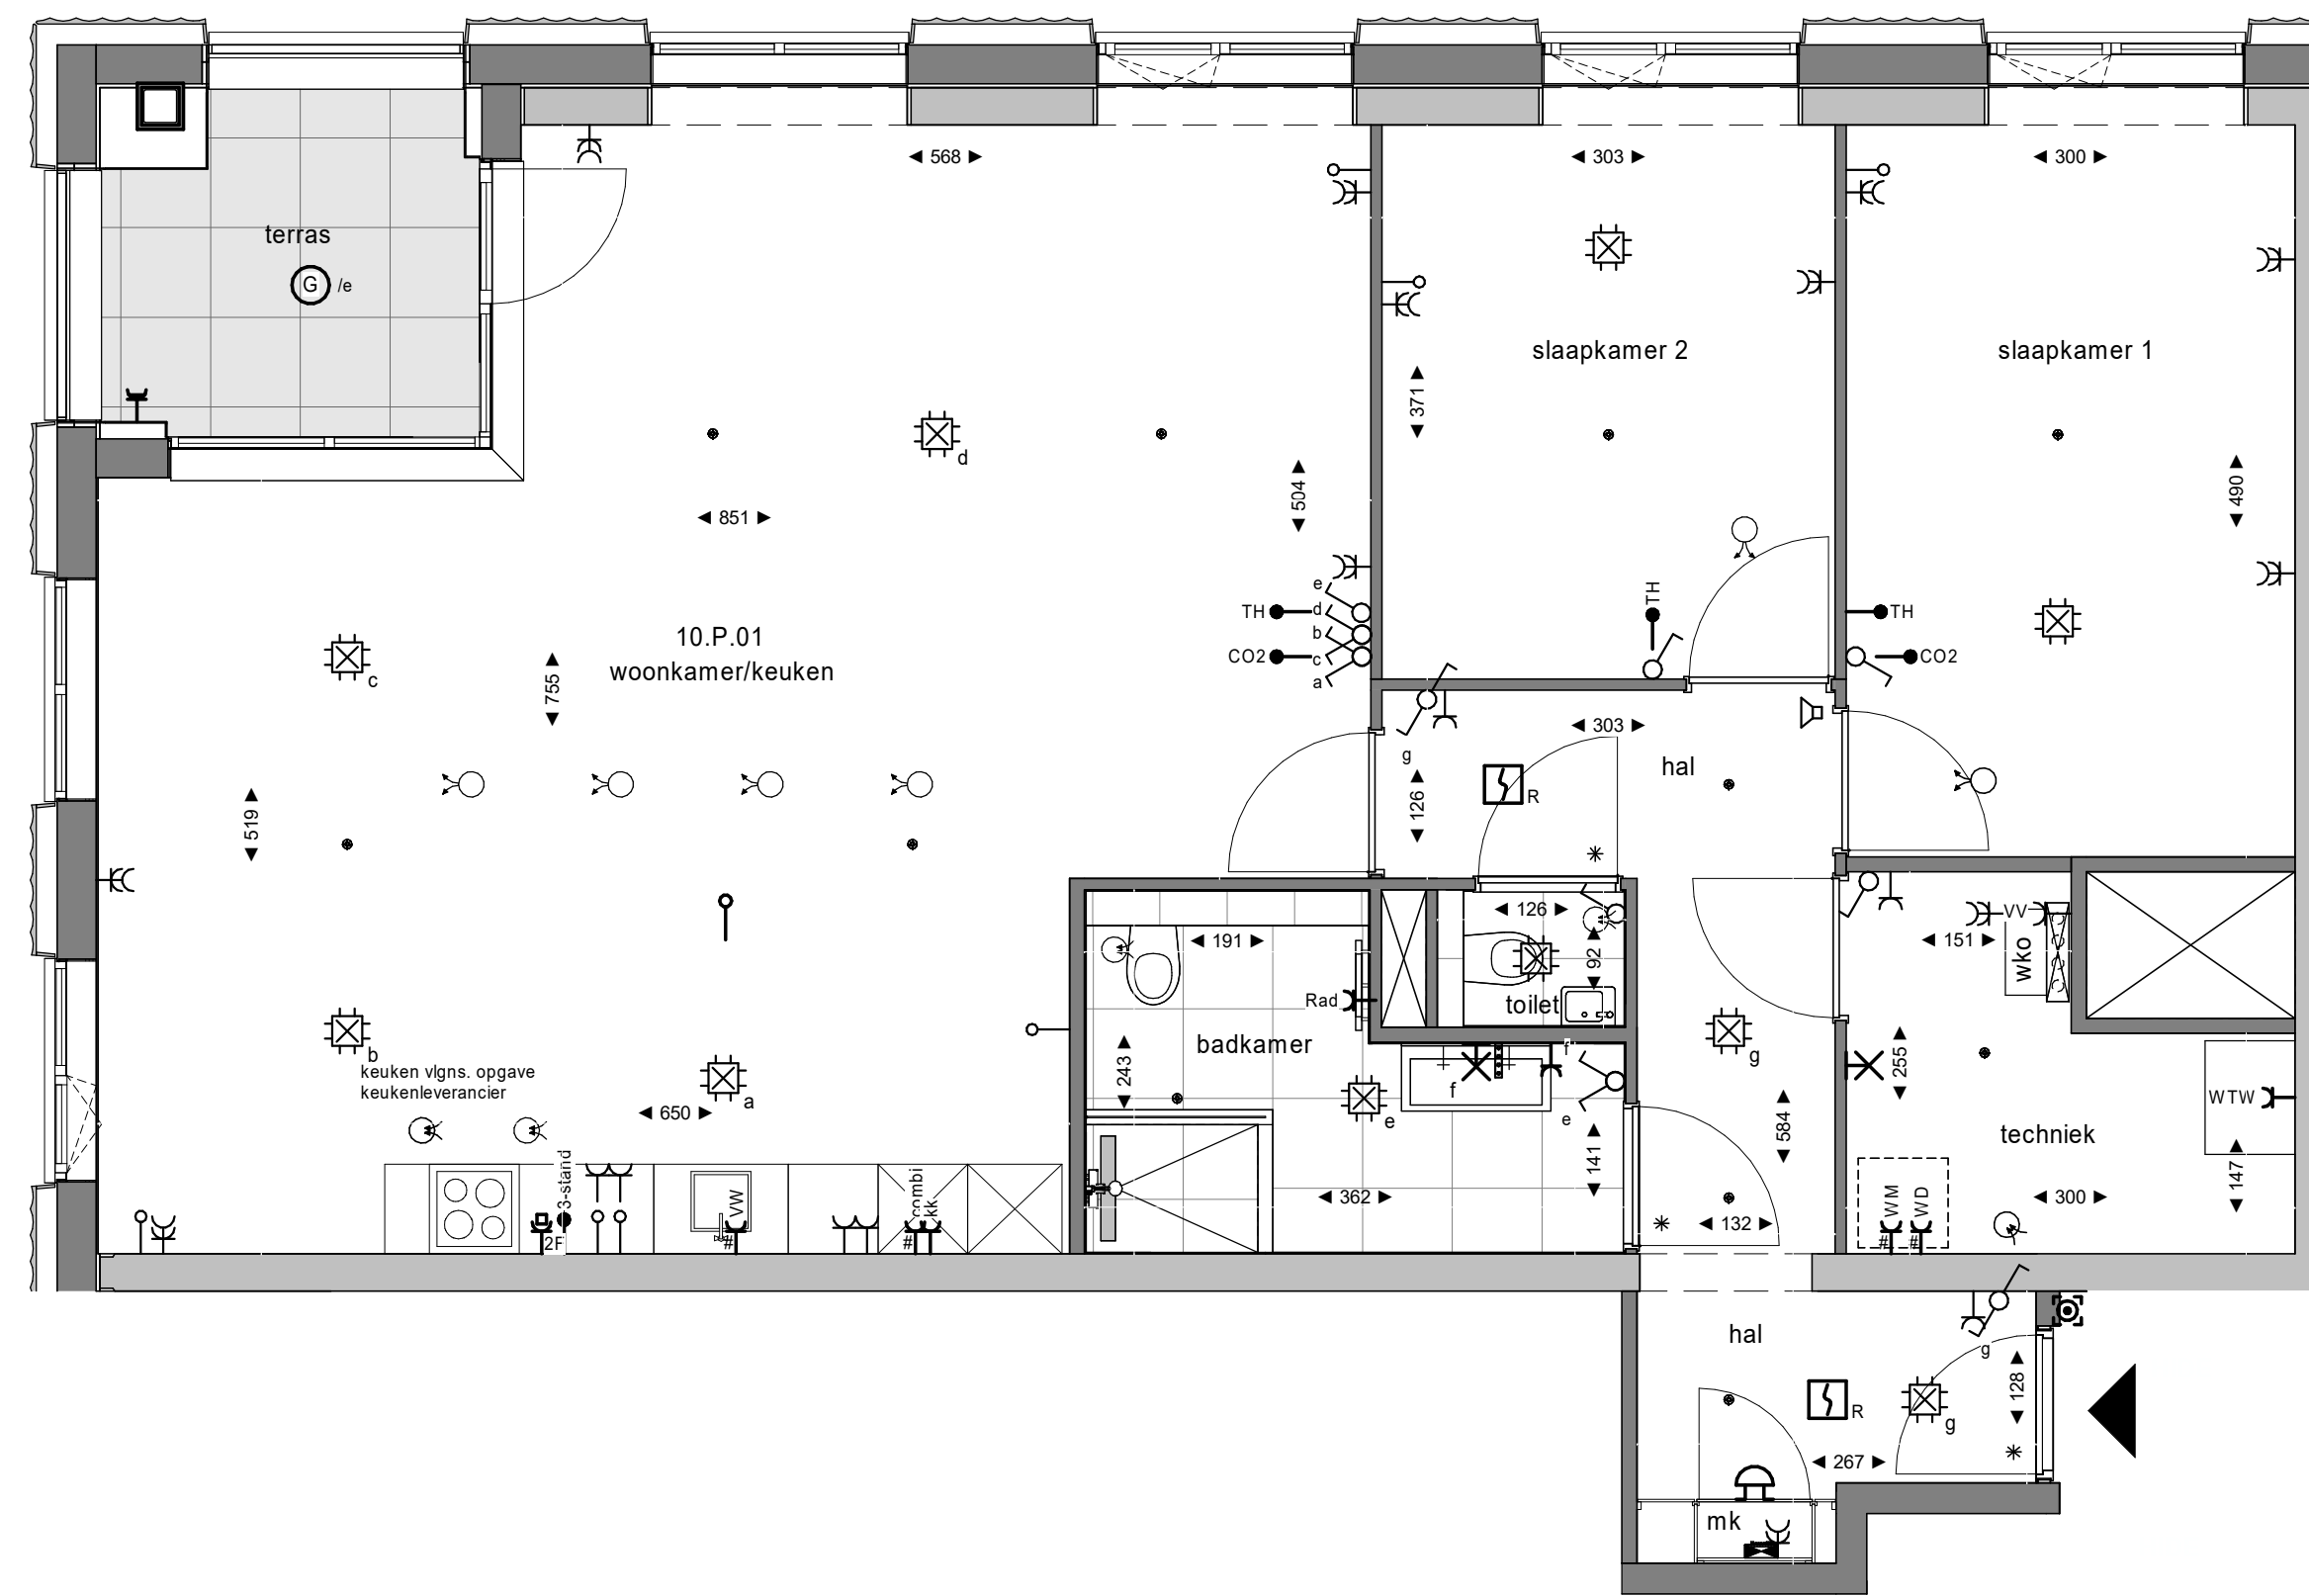 568
303
300
terras
G /e
slaapkamer 2
slaapkamer 1
371
d
504
490
851
e
TH
d
TH
TH
10.P.01
b
woonkamer/keuken
CO2
c
CO2
c
a
755
303
g
hal
519
126
R
126
VV
191
151
92
wko
Rad
toilet
badkamer
g
b
243
255
keuken vlgns. opgave
keukenleverancier
f
f
a
650
e
e
WTW
584
techniek
141
3-stand
VW
combi
kk
362
WM
WD
147
300
132
2F
#
#
#
#
hal
g
128
R
g
267
mk